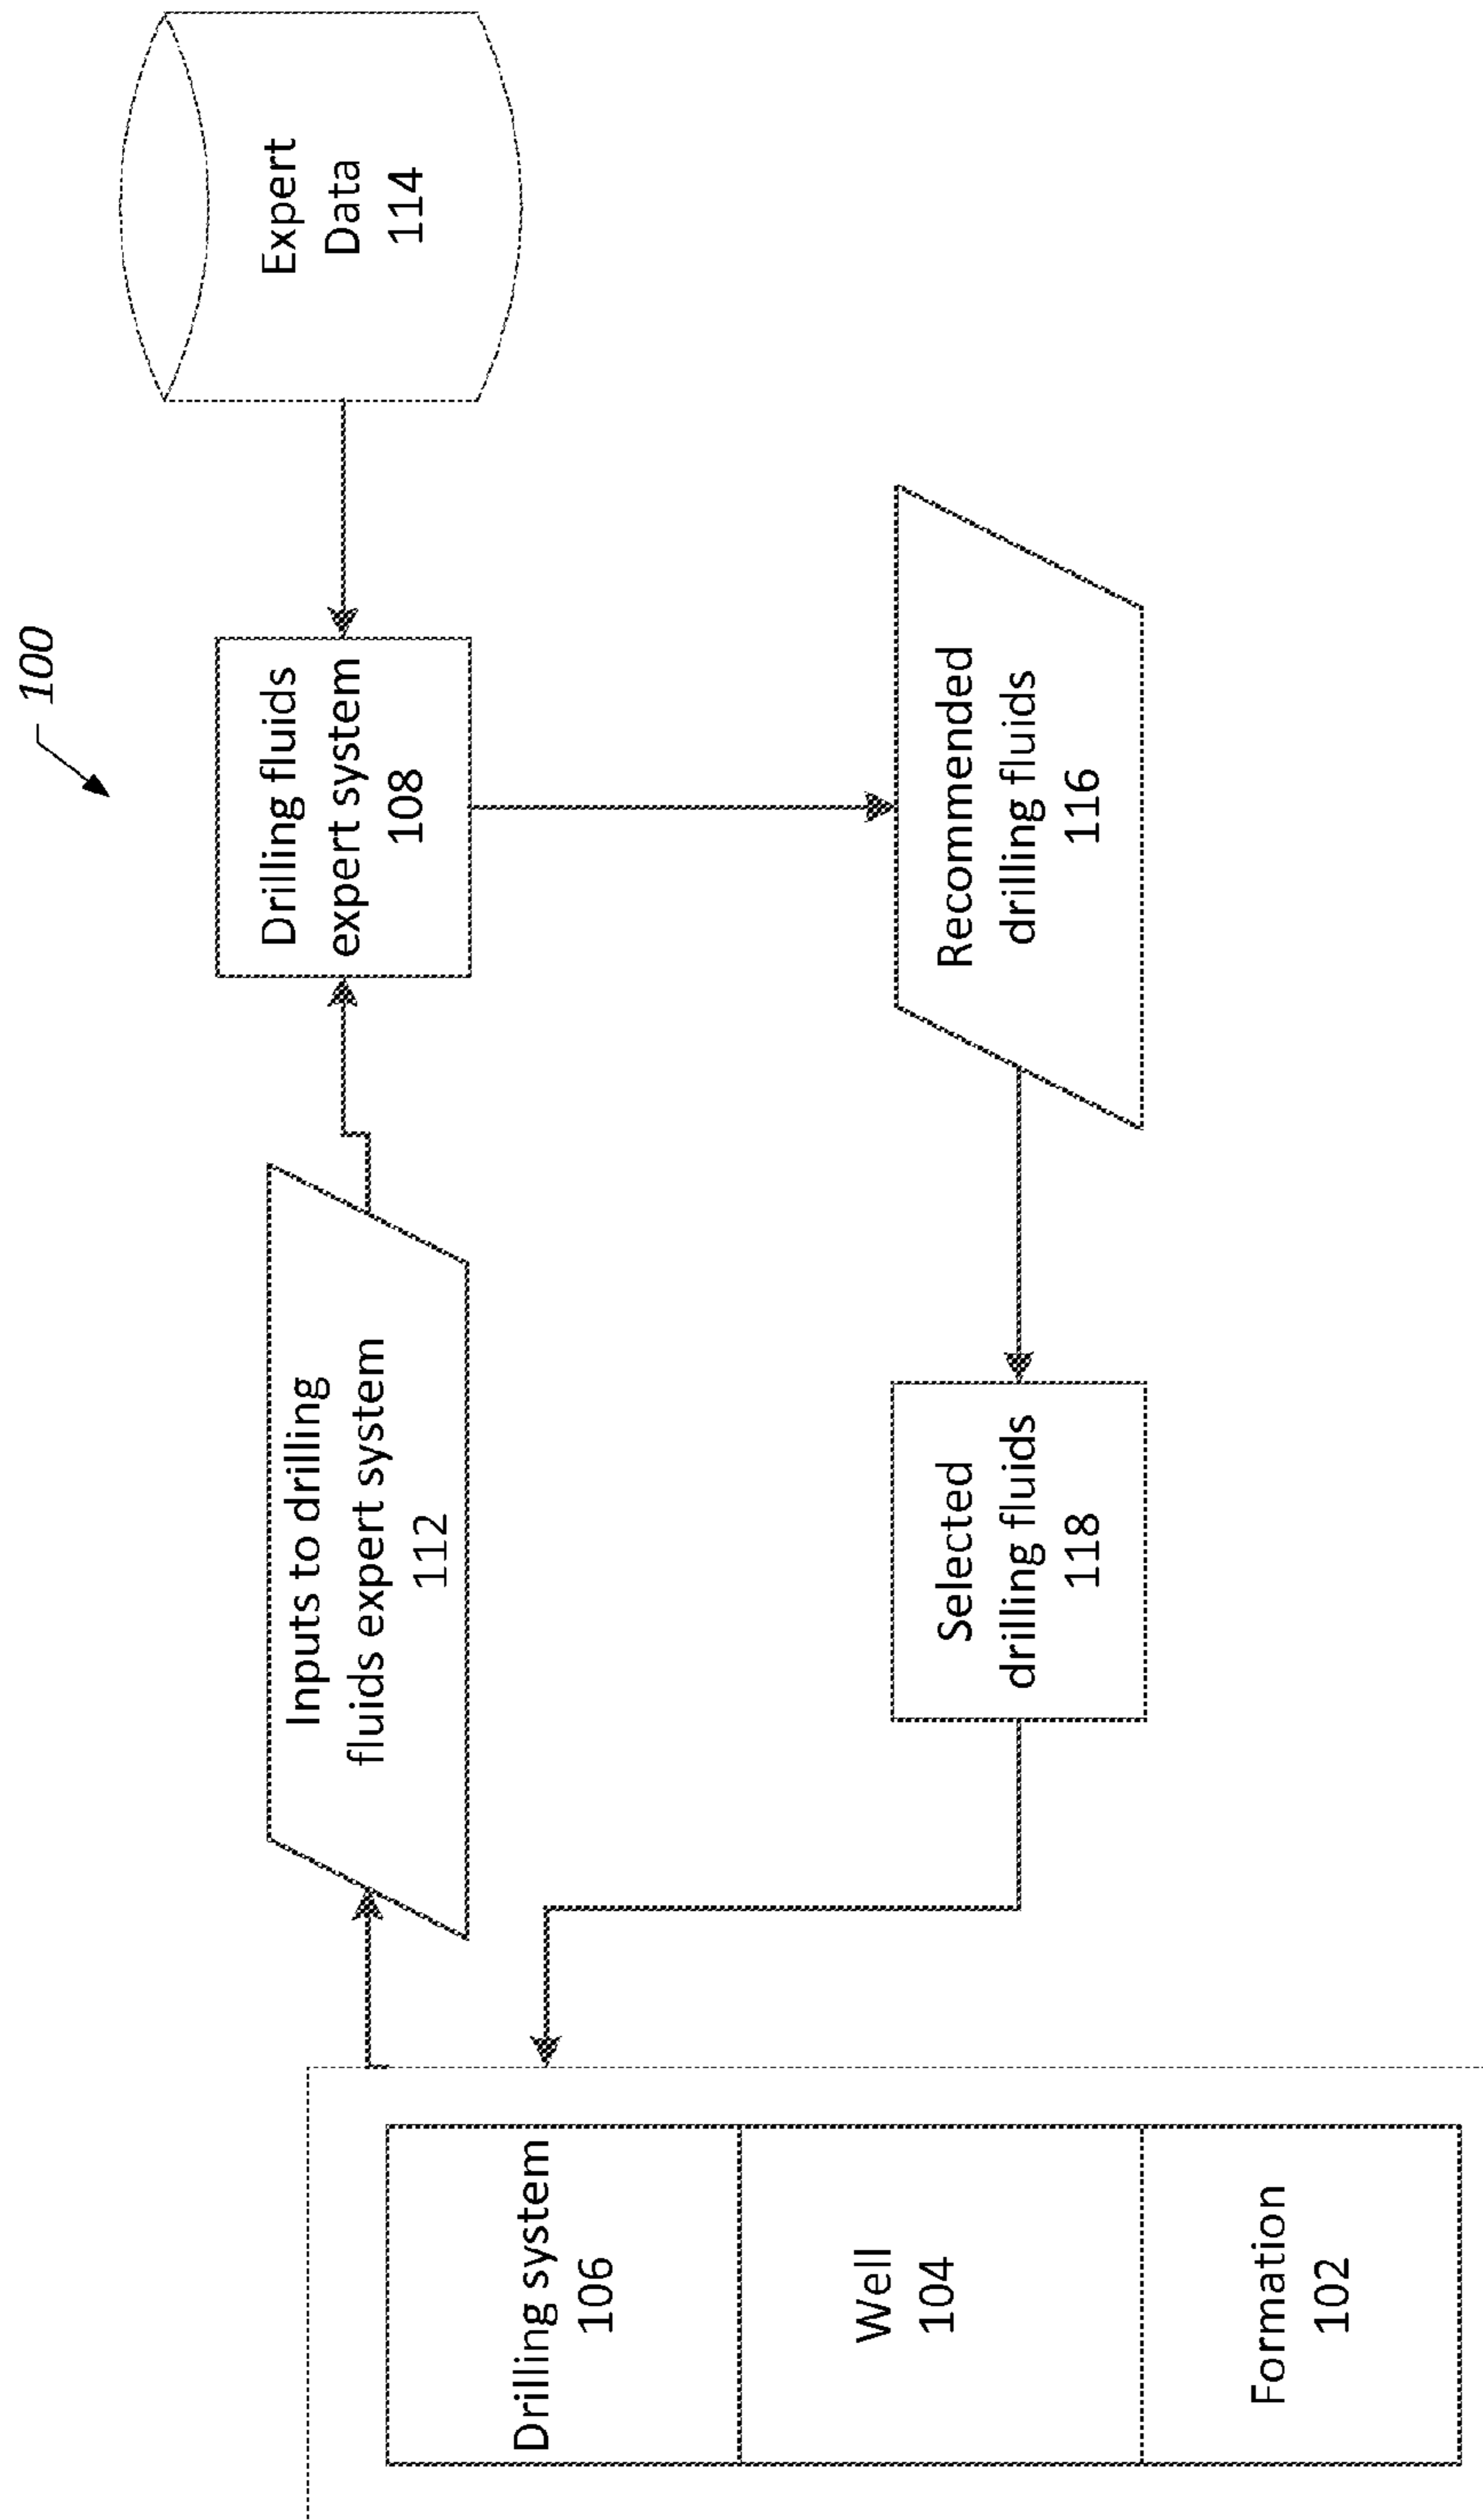 100
Drilling system
106
Well
104
Formation
102
Inputs to drilling
fluids expert system
112
Drilling fluids
expert system
108
Expert
Data
114
Selected
drilling fluids
118
Recommended
drilling fluids
116